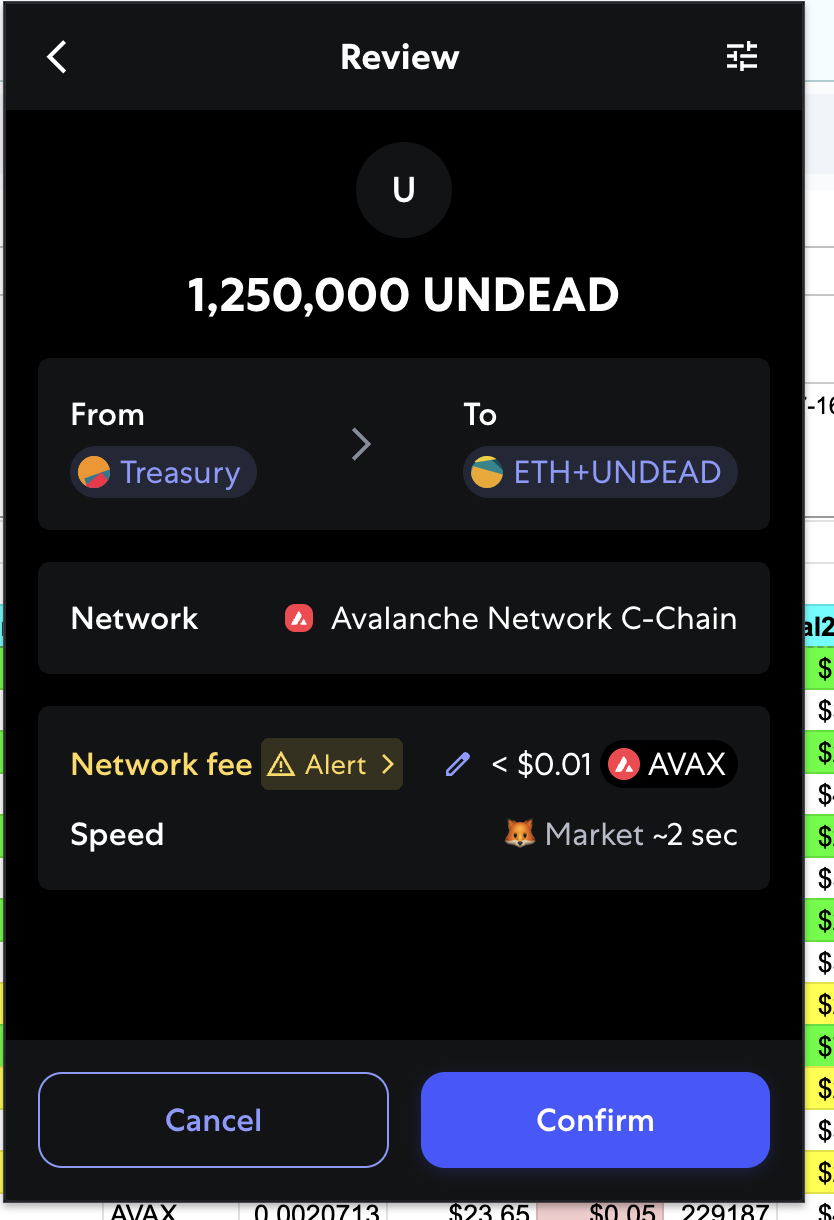 Review
U
1,250,000 UNDEAD
From
To
Treasury
ETH+UNDEAD
Network
Avalanche Network C-Chain
Network fee
Alert
< $0.01
AVAX
Speed
Market ~2 sec
Cancel
Confirm
AVAX 0.0020713 $23.65 $0.05 229187